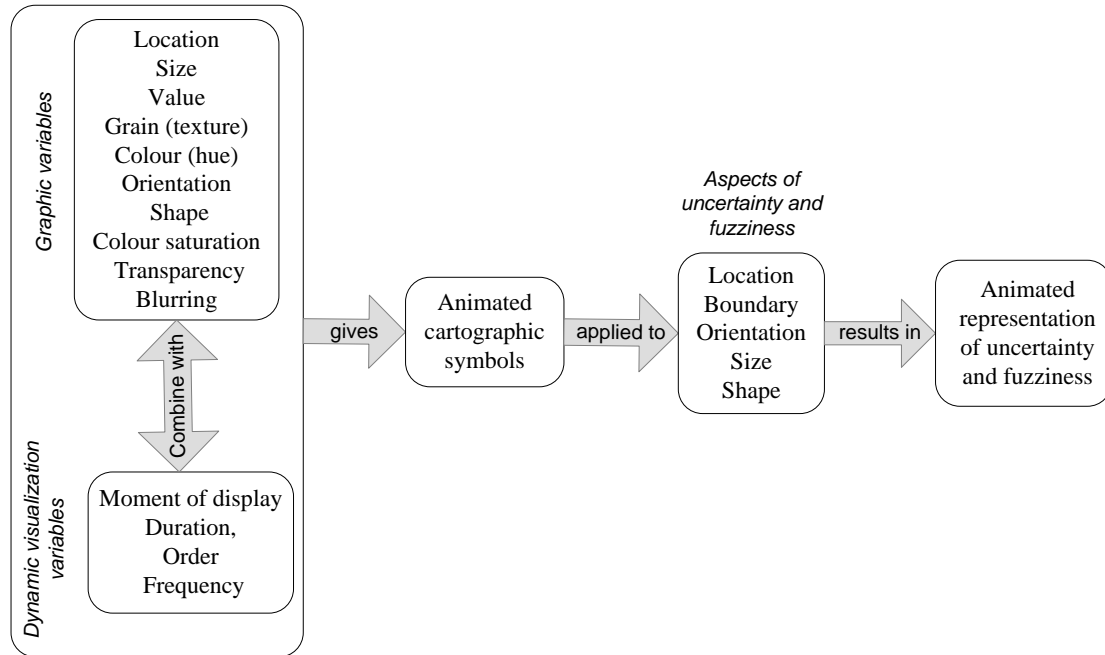 Graphic variables
Location
Size
Value
Grain (texture)
Colour (hue)
Orientation
Shape
Colour saturation
Transparency
Blurring
Combine with
Dynamic visualization
variables
Moment of display
Duration,
Order
Frequency
gives
Animated
cartographic
symbols
applied to
Aspects of
uncertainty and
fuzziness
Location
Boundary
Orientation
Size
Shape
results in
Animated
representation
of uncertainty
and fuzziness